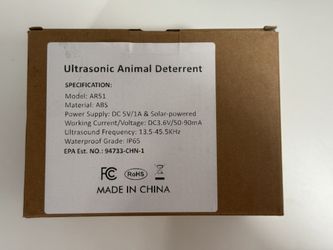 Ultrasonic Animal Deterrent
SPECIFICATION:
Model: AR51
Material: ABS
Power Supply: DC 5V/1A & Solar-powered
Working Current/Voltage: DC3.6V/50-90mA
Ultrasound Frequency: 13.5-45.5KHz
Waterproof Grade: IP65
EPA Est. NO.: 94733-CHN-1
FC RoHS
MADE IN CHINA